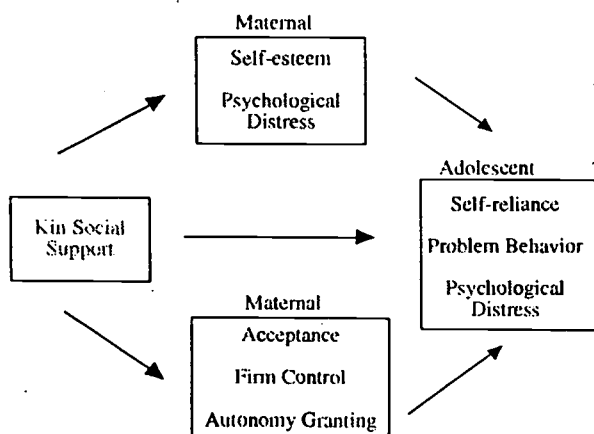 Maternal
Self-esteem
Psychological
Distress
Adolescent
Self-reliance
Problem Behavior
Psychological
Distress
Kin Social
Support
Maternal
Acceptance
Firm Control
Autonomy Granting